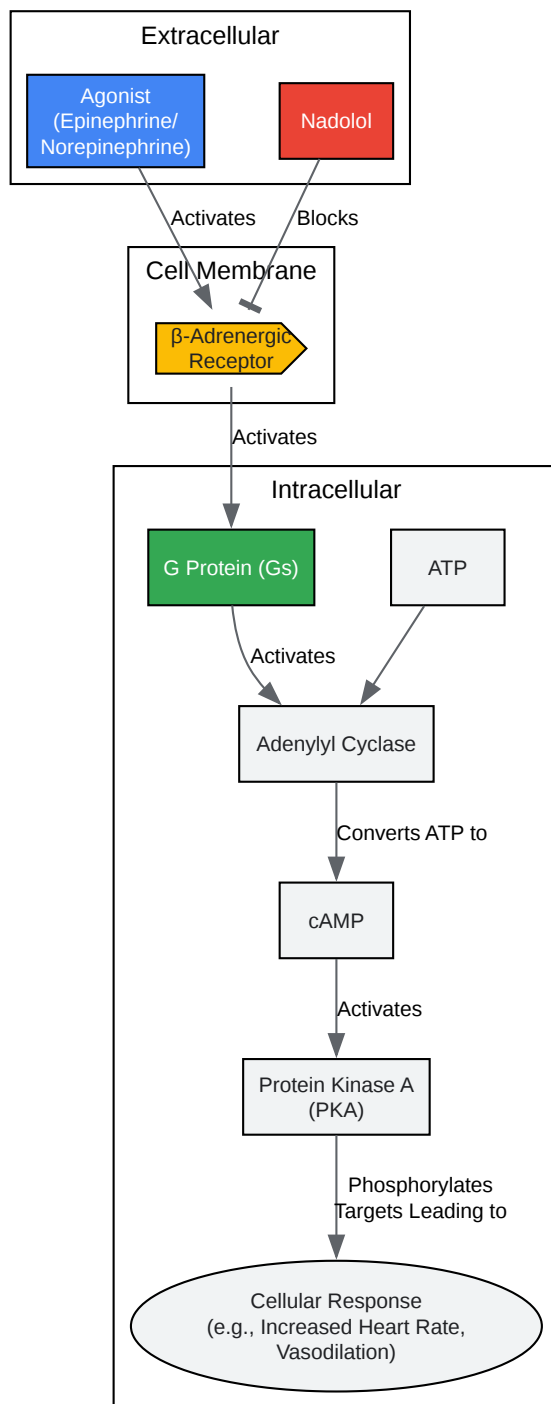 Extracellular
Agonist
(Epinephrine/
Norepinephrine)
Nadolol
Activates
Blocks
Cell Membrane
β-Adrenergic
Receptor
Activates
Intracellular
G Protein (Gs)
ATP
Activates
Adenylyl Cyclase
Converts ATP to
cAMP
Activates
Protein Kinase A
(PKA)
Phosphorylates
Targets Leading to
Cellular Response
(e.g., Increased Heart Rate,
Vasodilation)